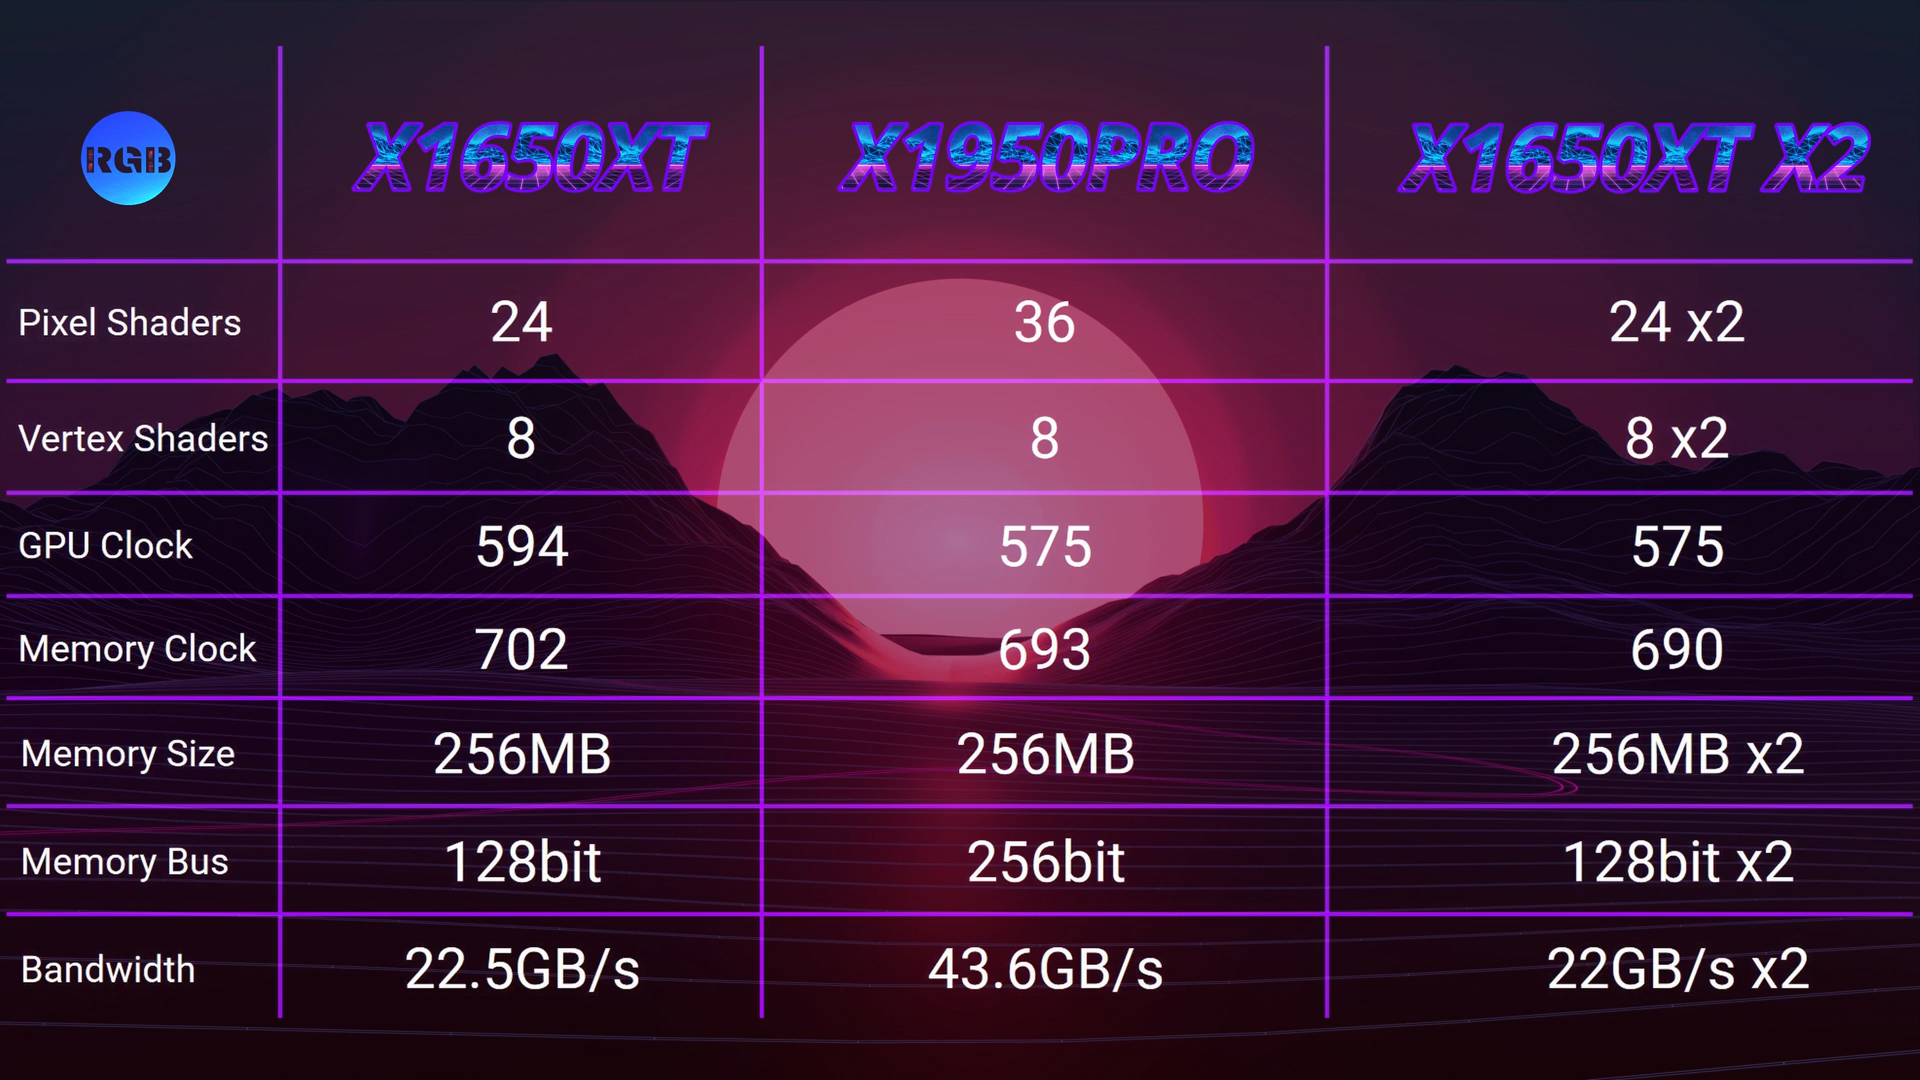 RGB X1650XT X1950PRO X1650XT X2
Pixel Shaders 24 36 24 x2
Vertex Shaders 8 8 8 x2
GPU Clock 594 575 575
Memory Clock 702 693 690
Memory Size 256MB 256MB 256MB x2
Memory Bus 128bit 256bit 128bit x2
Bandwidth 22.5GB/s 43.6GB/s 22GB/s x2